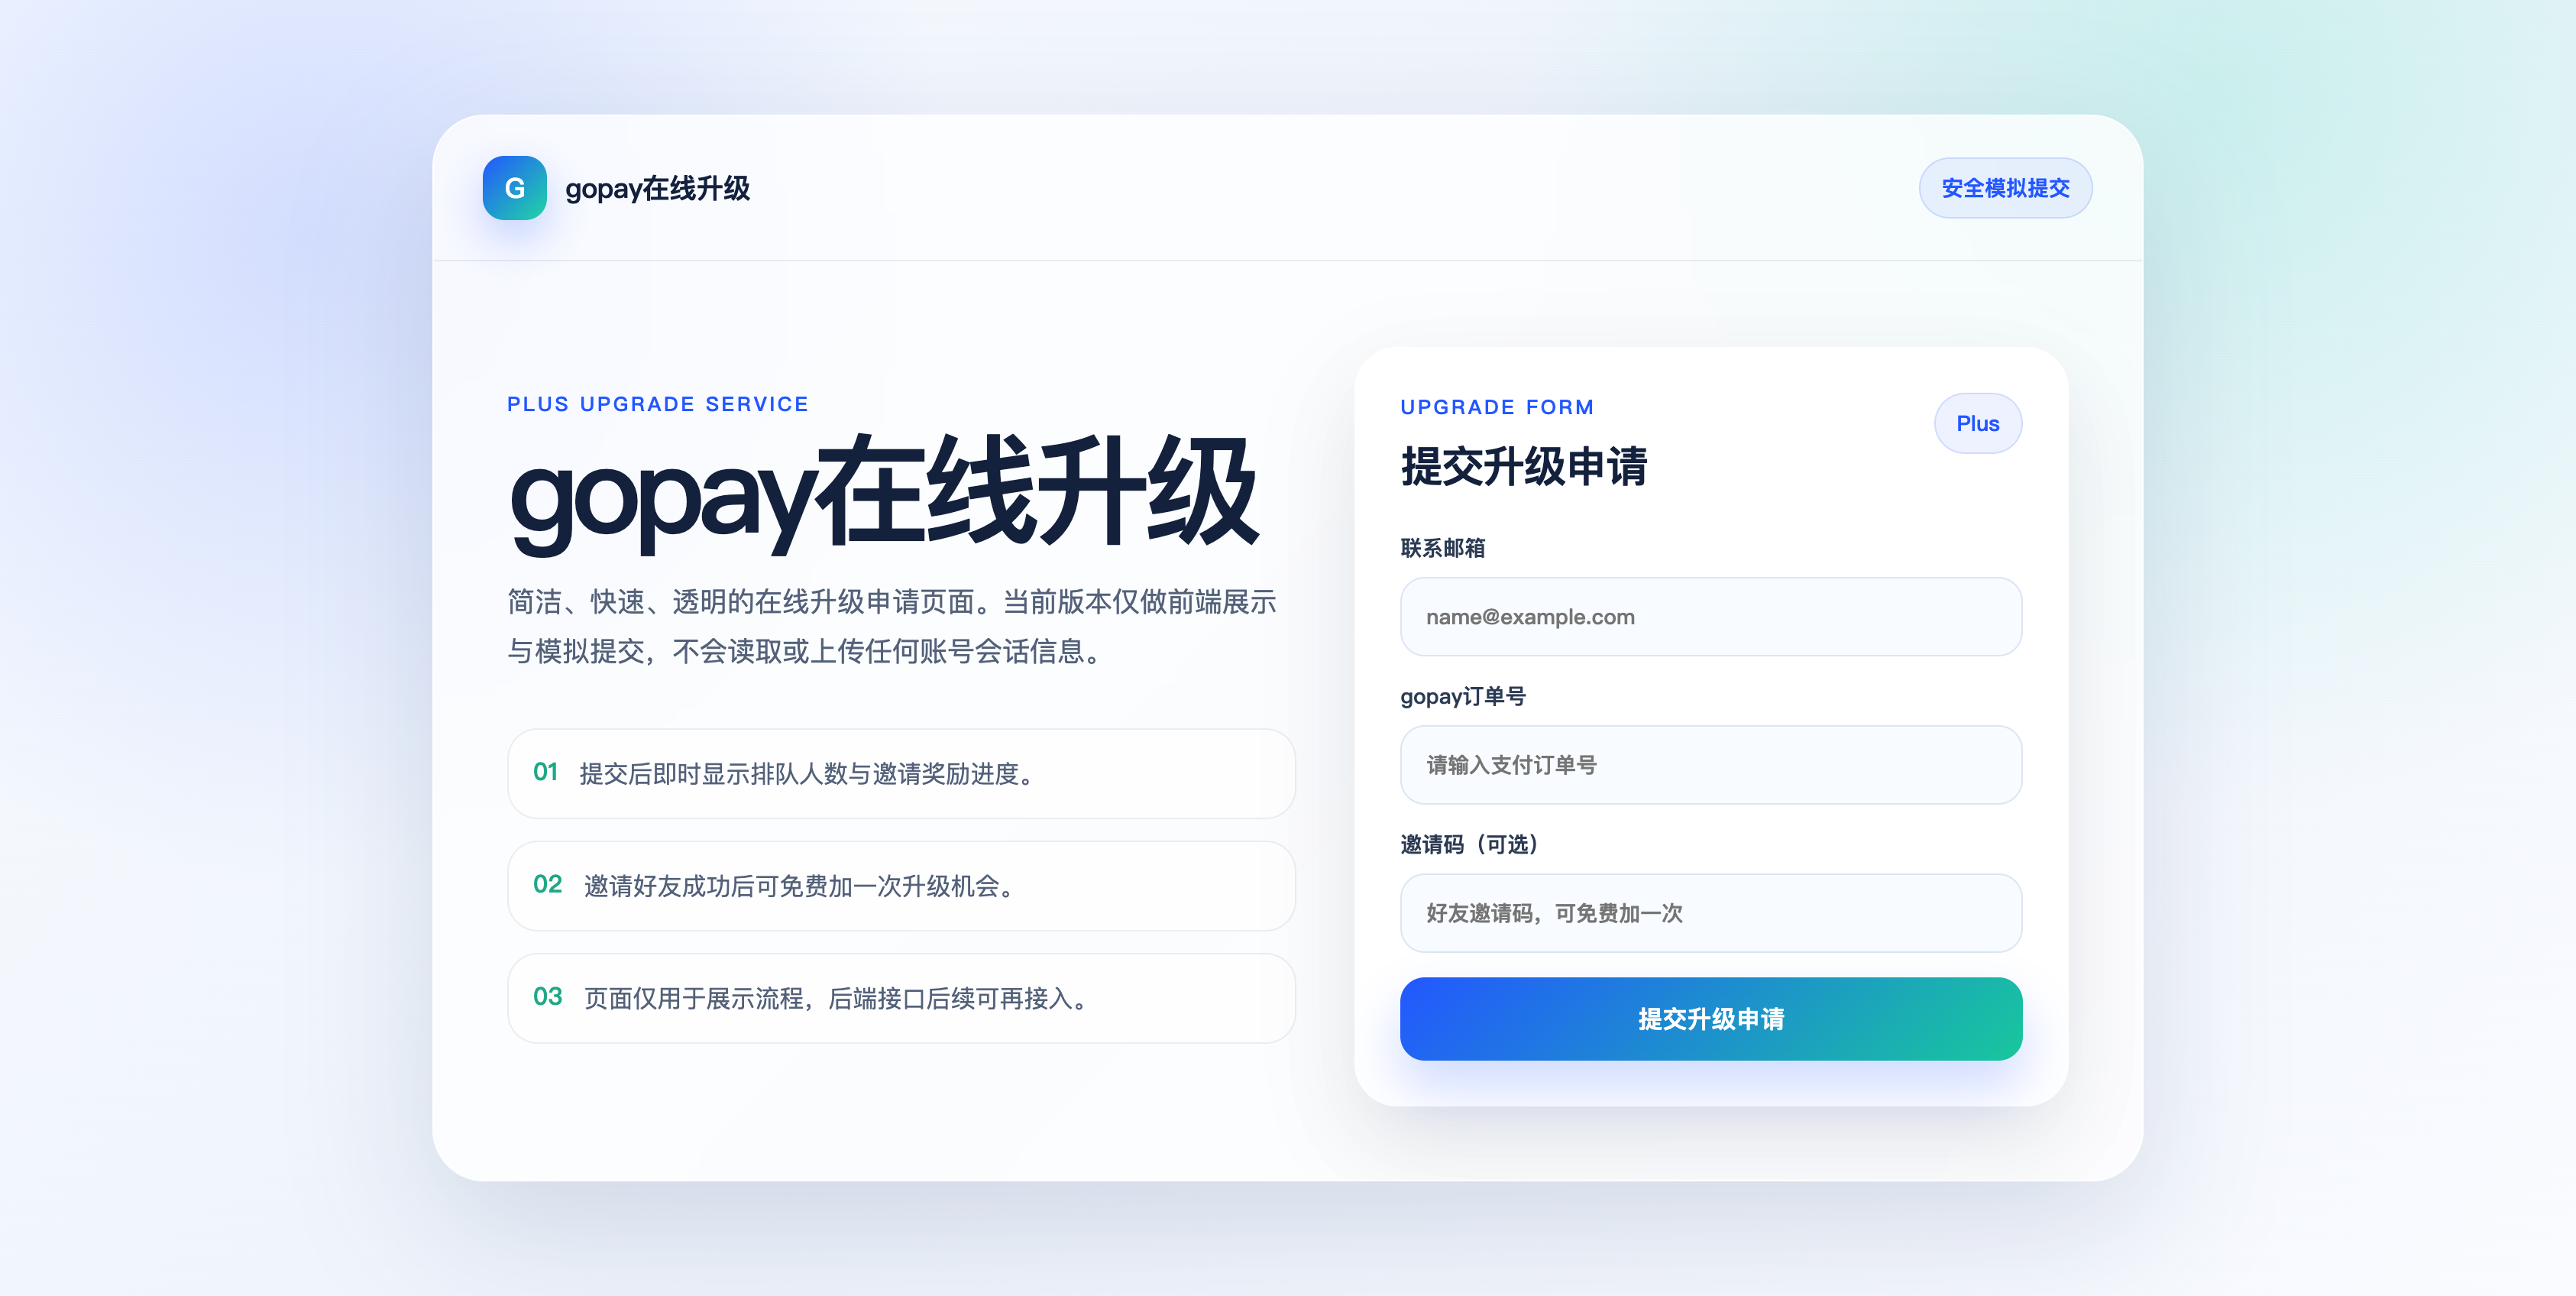 G
gopay在线升级
安全模拟提交
PLUS UPGRADE SERVICE
gopay在线升级
简洁、快速、透明的在线升级申请页面。当前版本仅做前端展示
与模拟提交，不会读取或上传任何账号会话信息。
01 提交后即时显示排队人数与邀请奖励进度。
02 邀请好友成功后可免费加一次升级机会。
03 页面仅用于展示流程，后端接口后续可再接入。
UPGRADE FORM
Plus
提交升级申请
联系邮箱
name@example.com
gopay订单号
请输入支付订单号
邀请码（可选）
好友邀请码，可免费加一次
提交升级申请